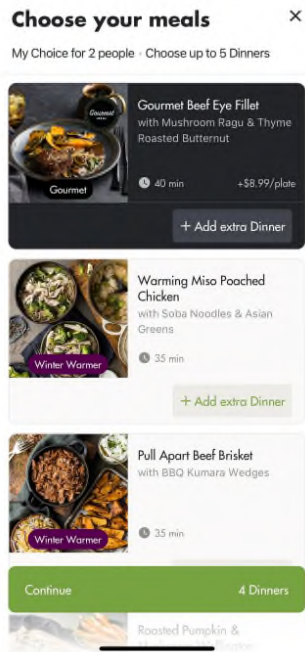 Choose your meals
My Choice for 2 people · Choose up to 5 Dinners
Gourmet
Gourmet Beef Eye Fillet
with Mushroom Ragu & Thyme
Roasted Butternut
40 min
+$8.99/plate
Gourmet
+ Add extra Dinner
Warming Miso Poached
Chicken
with Soba Noodles & Asian
Greens
35 min
Winter Warmer
+ Add extra Dinner
Pull Apart Beef Brisket
with BBQ Kumara Wedges
35 min
Winter Warmer
Continue
4 Dinners
Roasted Pumpkin &